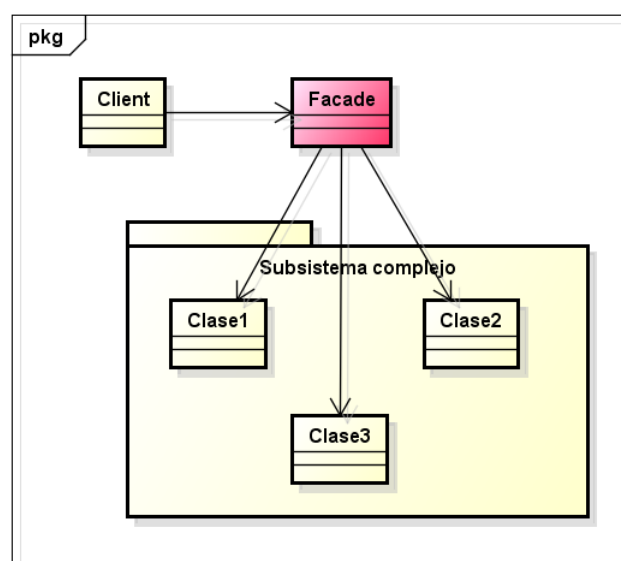 pkg
Client
Facade
Subsistema complejo
Clase1
Clase2
Clase3